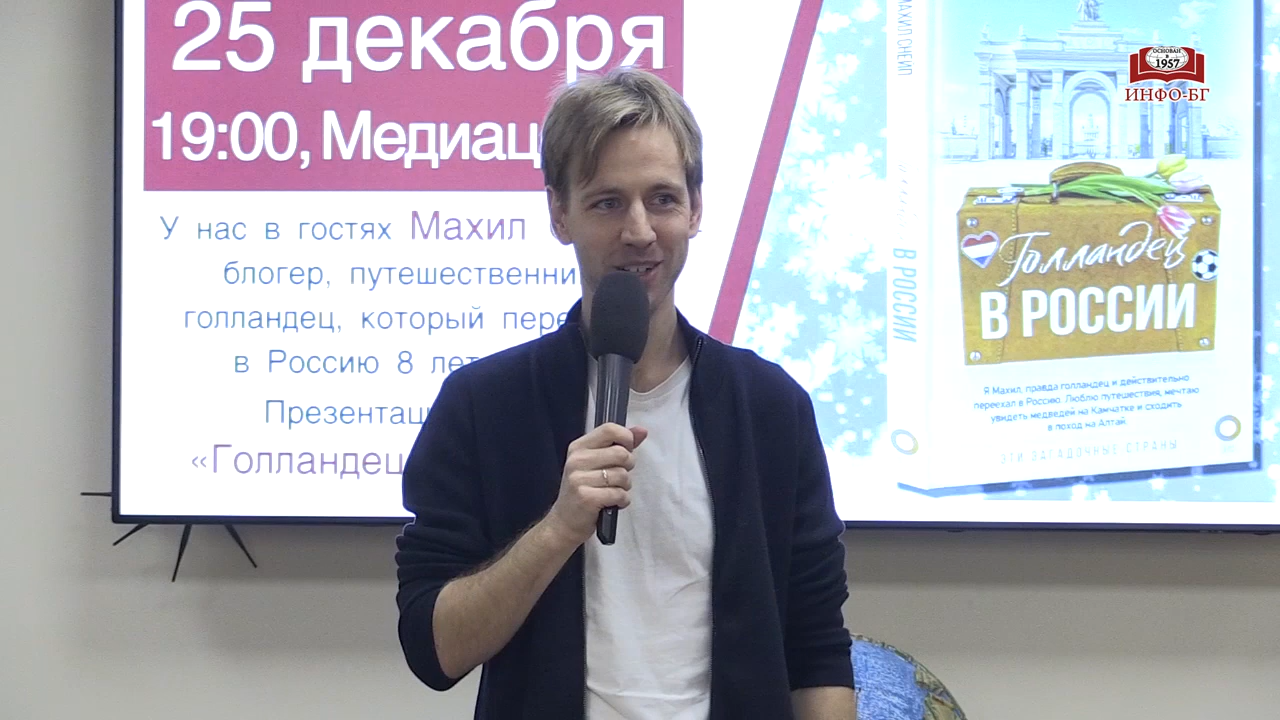 25 декабря
19:00, Медиац
У нас в гостях Махил
блогер, путешественни
голландец, который пере
в Россию 8 лет
Презентац
«Голландец
МАХИЛ СНЕЙП
В РОССИИ
Голландец
В РОССИИ
Я Махил, правда голландец и действительно
переехал в Россию. Люблю путешествия, мечтаю
увидеть медведей на Камчатке и сходить
в поход на Алтай.
ЭТИ ЗАГАДОЧНЫЕ СТРАНЫ
ОСНОВАН
В
1957
ИНФО-БГ